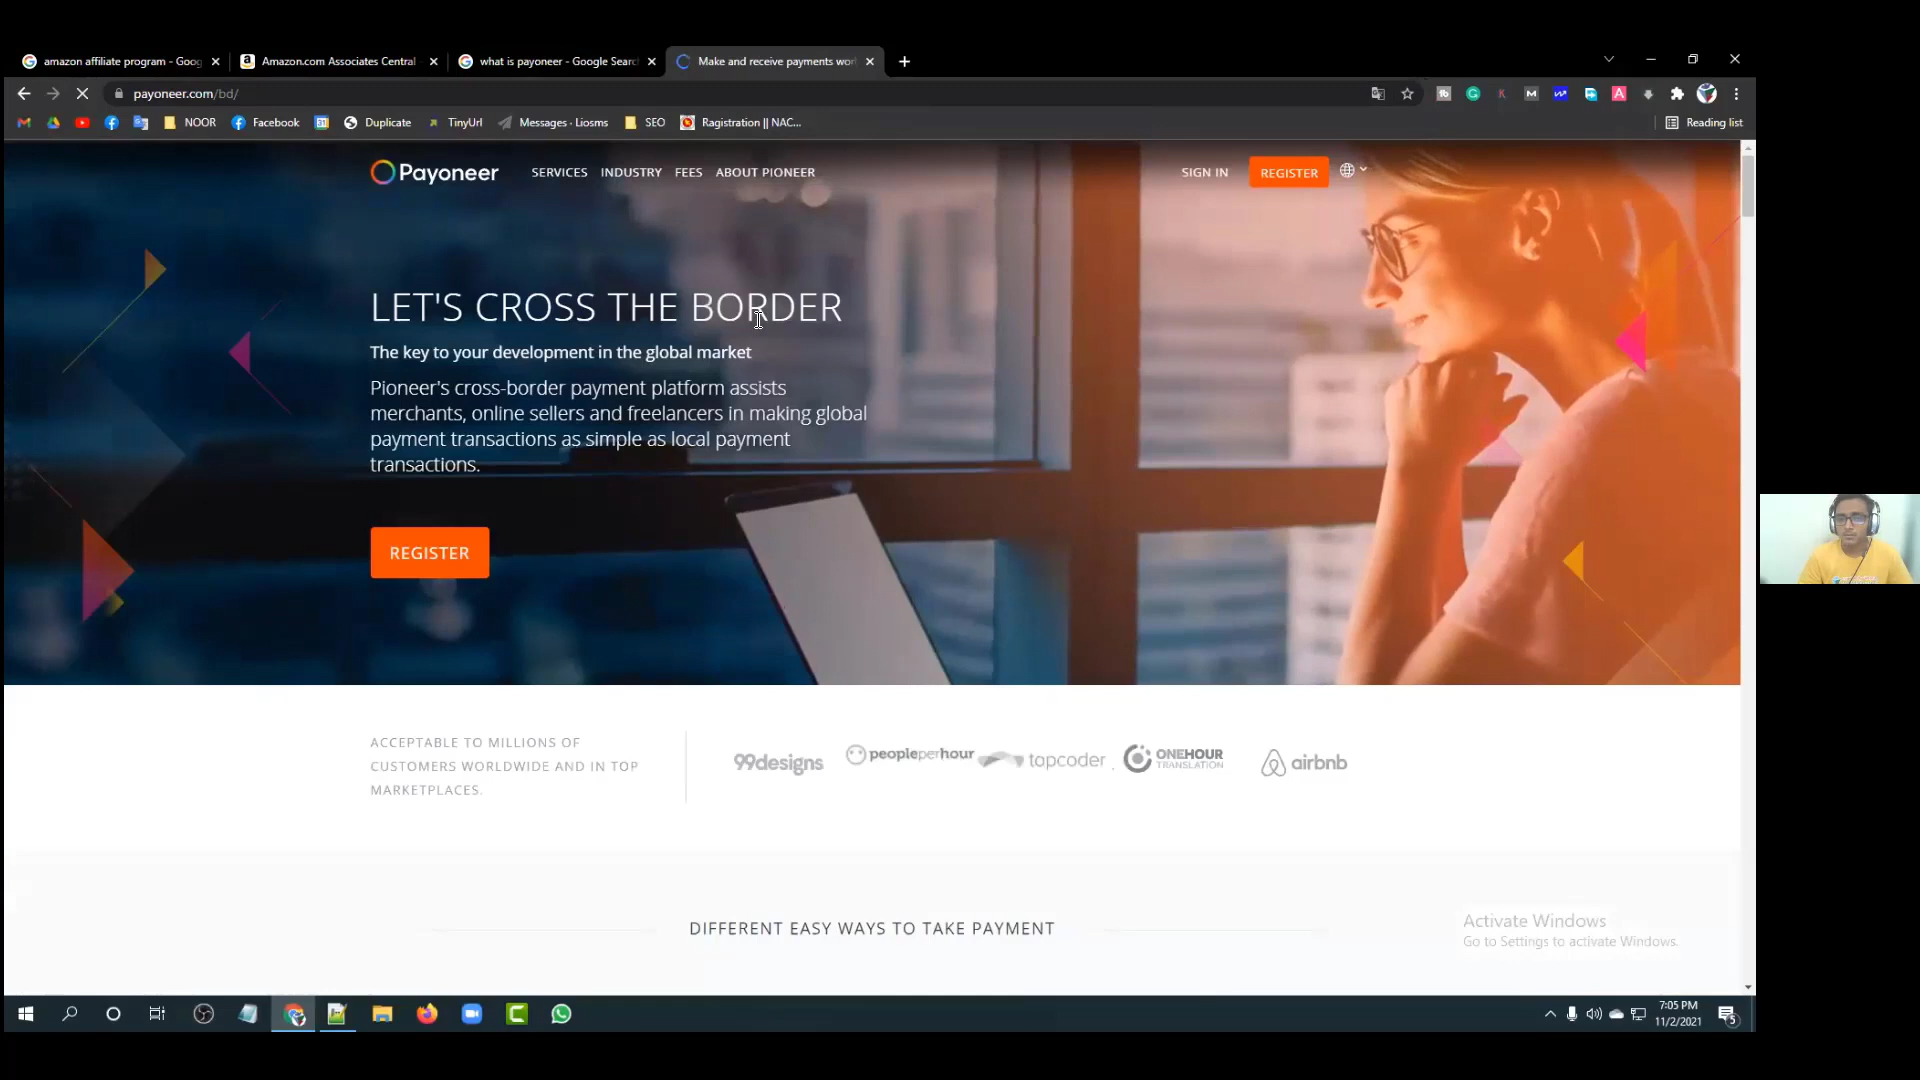 amazon affiliate program - Goog
Amazon.com Associates Central
what is payoneer - Google Searc
Make and receive payments wor
payoneer.com/bd/
NOOR
Facebook
Duplicate
TinyUrl
Messages - Liosms
SEO
Ragistration || NAC...
Reading list
Payoneer
SERVICES
INDUSTRY
FEES
ABOUT PIONEER
SIGN IN
REGISTER
LET'S CROSS THE BORDER
The key to your development in the global market
Pioneer's cross-border payment platform assists
merchants, online sellers and freelancers in making global
payment transactions as simple as local payment
transactions.
REGISTER
ACCEPTABLE TO MILLIONS OF
CUSTOMERS WORLDWIDE AND IN TOP
MARKETPLACES.
99designs
peopleperhour
topcoder
ONEHOUR
TRANSLATION
airbnb
DIFFERENT EASY WAYS TO TAKE PAYMENT
Activate Windows
Go to Settings to activate Windows.
7:05 PM
11/2/2021
5